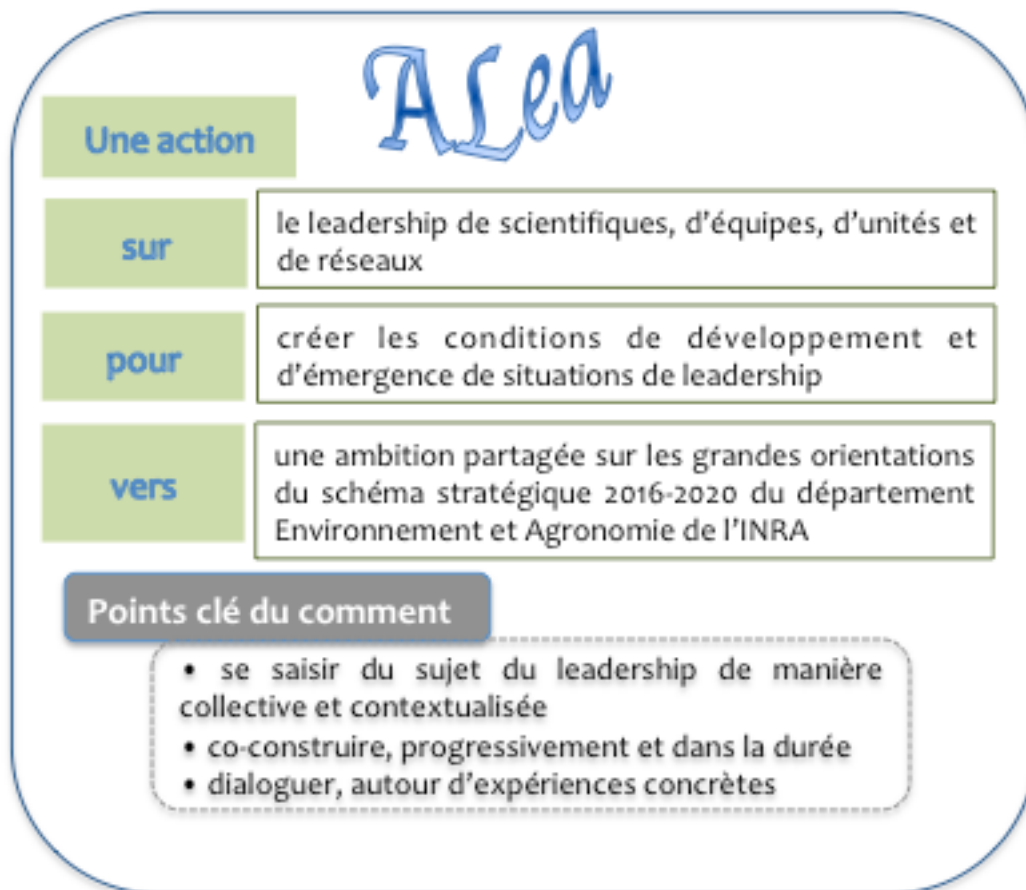 ALea
Une action
sur
le leadership de scientifiques, d'équipes, d'unités et
de réseaux
pour
créer les conditions de développement et
d'émergence de situations de leadership
vers
une ambition partagée sur les grandes orientations
du schéma stratégique 2016-2020 du département
Environnement et Agronomie de l'INRA
Points clé du comment
• se saisir du sujet du leadership de manière
collective et contextualisée
• co-construire, progressivement et dans la durée
• dialoguer, autour d'expériences concrètes